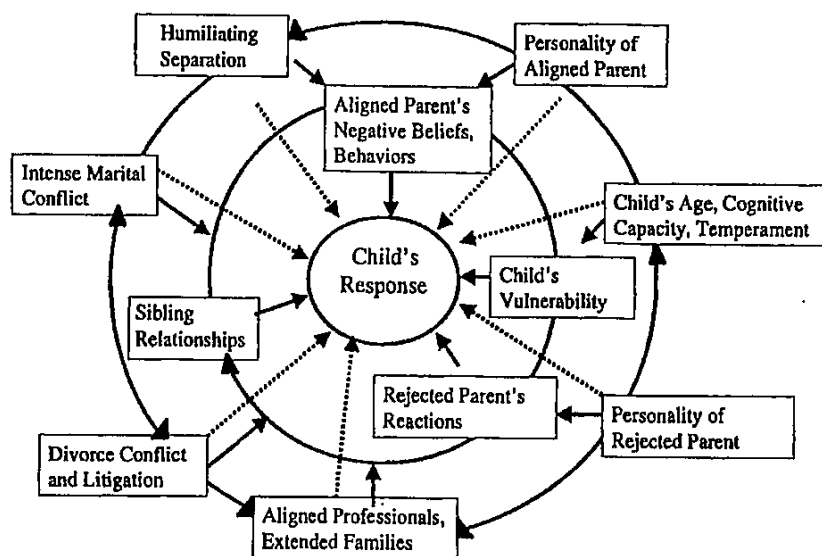 Humiliating
Separation
Personality of
Aligned Parent
Aligned Parent's
Negative Beliefs,
Behaviors
Intense Marital
Conflict
Child's Age, Cognitive
Capacity, Temperament
Child's
Response
Child's
Vulnerability
Sibling
Relationships
Rejected Parent's
Reactions
Personality of
Rejected Parent
Divorce Conflict
and Litigation
Aligned Professionals,
Extended Families